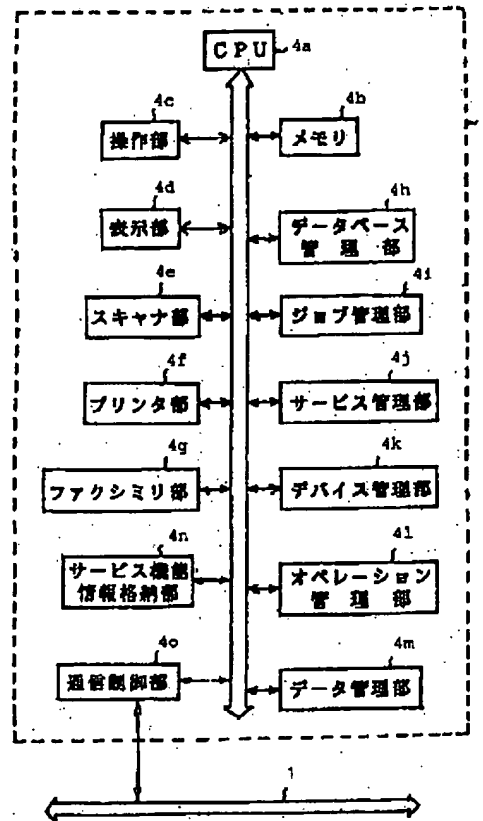 CPU
4a
4c
操作部
4b
メモリ
4d
表示部
4h
データベース
管理部
4e
スキャナ部
4i
ジョブ管理部
4f
プリンタ部
4j
サービス管理部
4g
ファクシミリ部
4k
デバイス管理部
4n
サービス機能
情報格納部
4l
オペレーション
管理部
4o
通信制御部
4m
データ管理部
1